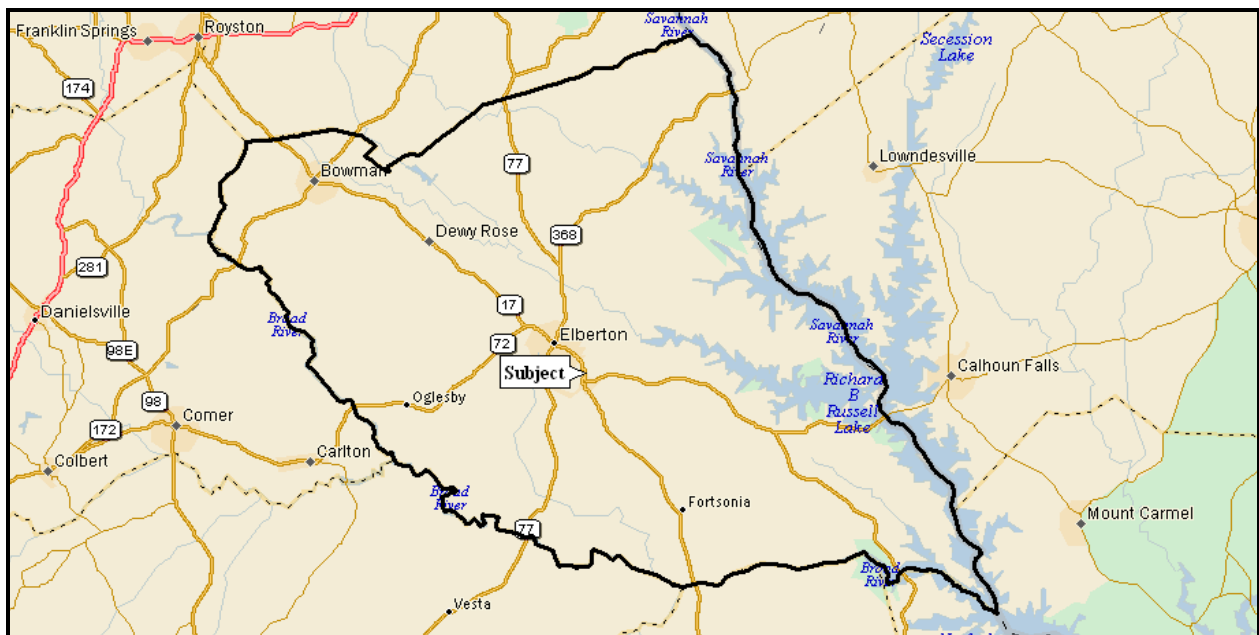 Franklin Springs
Royston
174
Savannah
River
Secession
Lake
77
Bowman
Savannah
River
Lowndesville
368
Dewy Rose
281
17
Danielsville
Broad
River
Elberton
Savannah
River
98E
72
Subject
Calhoun Falls
Richard
B
Russell
Lake
Oglesby
98
Comer
172
Carlton
Colbert
Broad
River
Fortsonia
77
Mount Carmel
Broad
River
Vesta